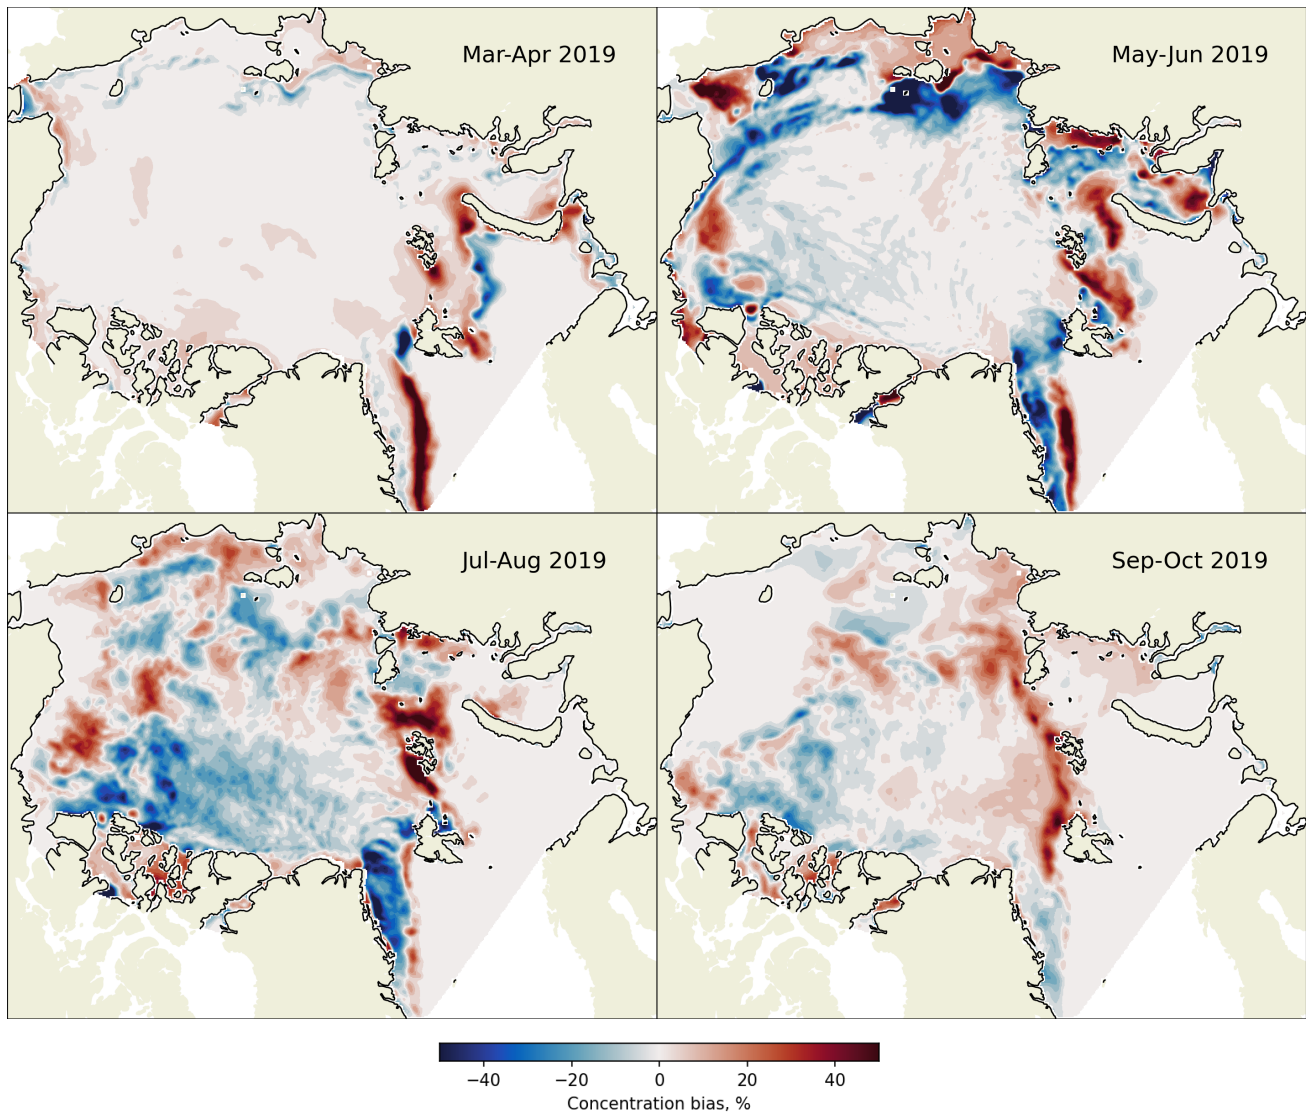 Mar-Apr 2019
May-Jun 2019
Jul-Aug 2019
Sep-Oct 2019
−40 −20 0 20 40
Concentration bias, %